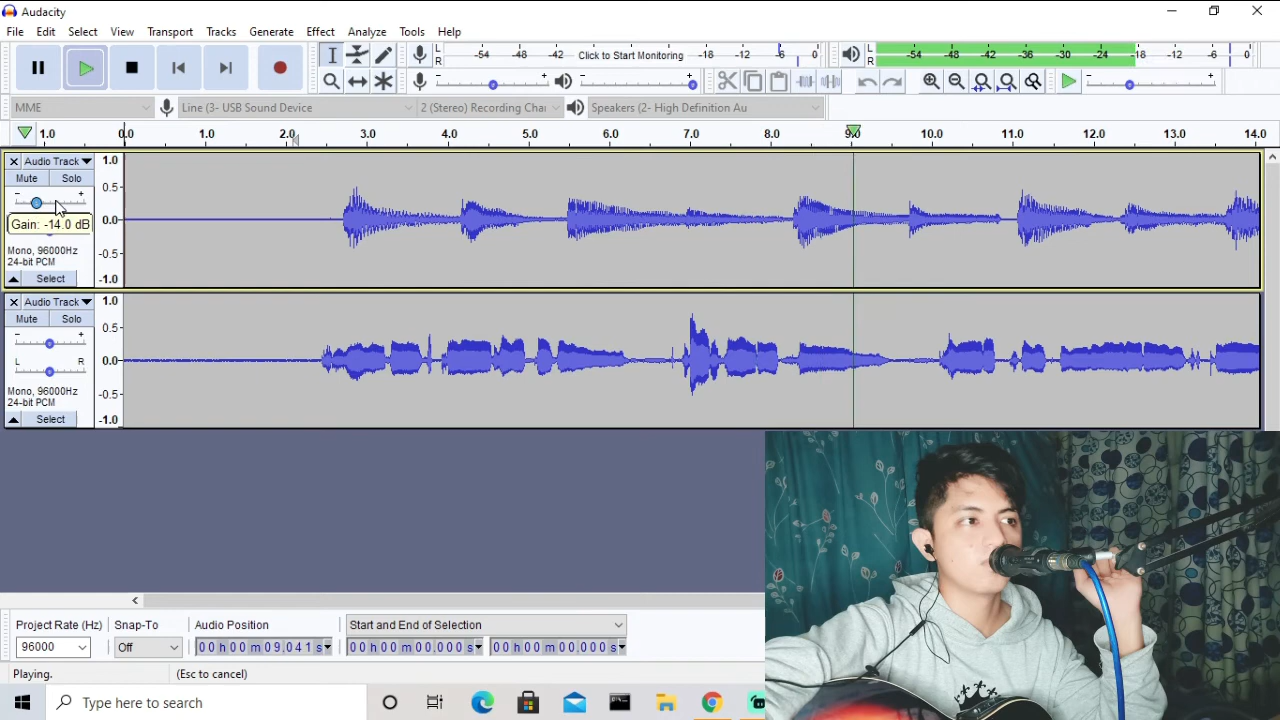 Audacity
File Edit Select View Transport Tracks Generate Effect Analyze Tools Help
L R -54 -48 -42 Click to Start Monitoring -18 -12 -6 0
L R -54 -48 -42 -36 -30 -24 -18 -12 -6 0
MME Line (3- USB Sound Device 2 (Stereo) Recording Char Speakers (2- High Definition Au
1.0 0.0 1.0 2.0 3.0 4.0 5.0 6.0 7.0 8.0 9.0 10.0 11.0 12.0 13.0 14.0
Audio Track
Mute Solo
- +
Gain: -14.0 dB
Mono, 96000Hz
24-bit PCM
Select
1.0
0.5
0.0
-0.5
-1.0
Audio Track
Mute Solo
- +
L R
Mono, 96000Hz
24-bit PCM
Select
1.0
0.5
0.0
-0.5
-1.0
Project Rate (Hz) Snap-To Audio Position Start and End of Selection
96000 Off 00 h 00 m 09.041 s 00 h 00 m 00.000 s 00 h 00 m 00.000 s
Playing. (Esc to cancel)
Type here to search